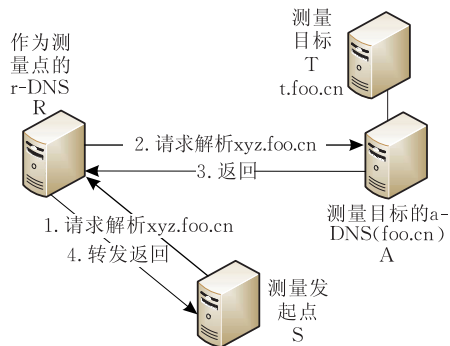 作为测
量点的
r-DNS
R
测量
目标
T
t.foo.cn
2.请求解析xyz.foo.cn
3.返回
1.请求解析xyz.foo.cn
4.转发返回
测量目标的a-
DNS(foo.cn)
A
测量发
起点
S